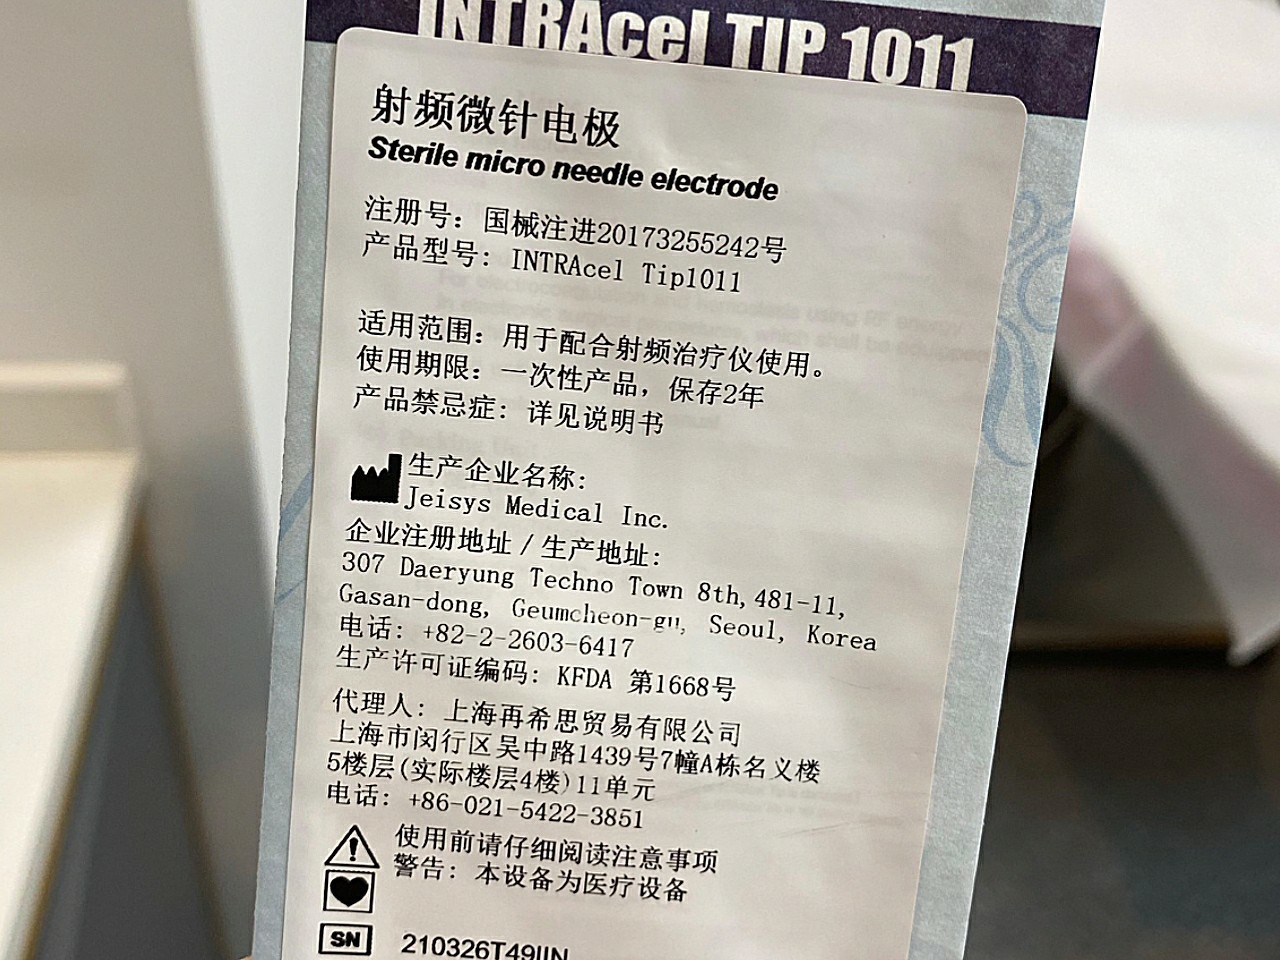 INTRAcel TIP 1011
射频微针电极
Sterile micro needle electrode
注册号：国械注进20173255242号
产品型号：INTRAcel Tip1011
适用范围：用于配合射频治疗仪使用。
使用期限：一次性产品，保存2年
产品禁忌症：详见说明书
生产企业名称：
Jeisys Medical Inc.
企业注册地址/生产地址：
307 Daeryung Techno Town 8th,481-11,
Gasan-dong, Geumcheon-gu, Seoul, Korea
电话：+82-2-2603-6417
生产许可证编码：KFDA 第1668号
代理人：上海再希思贸易有限公司
上海市闵行区吴中路1439号7幢A栋名义楼
5楼层(实际楼层4楼)11单元
电话：+86-021-5422-3851
使用前请仔细阅读注意事项
警告：本设备为医疗设备
SN